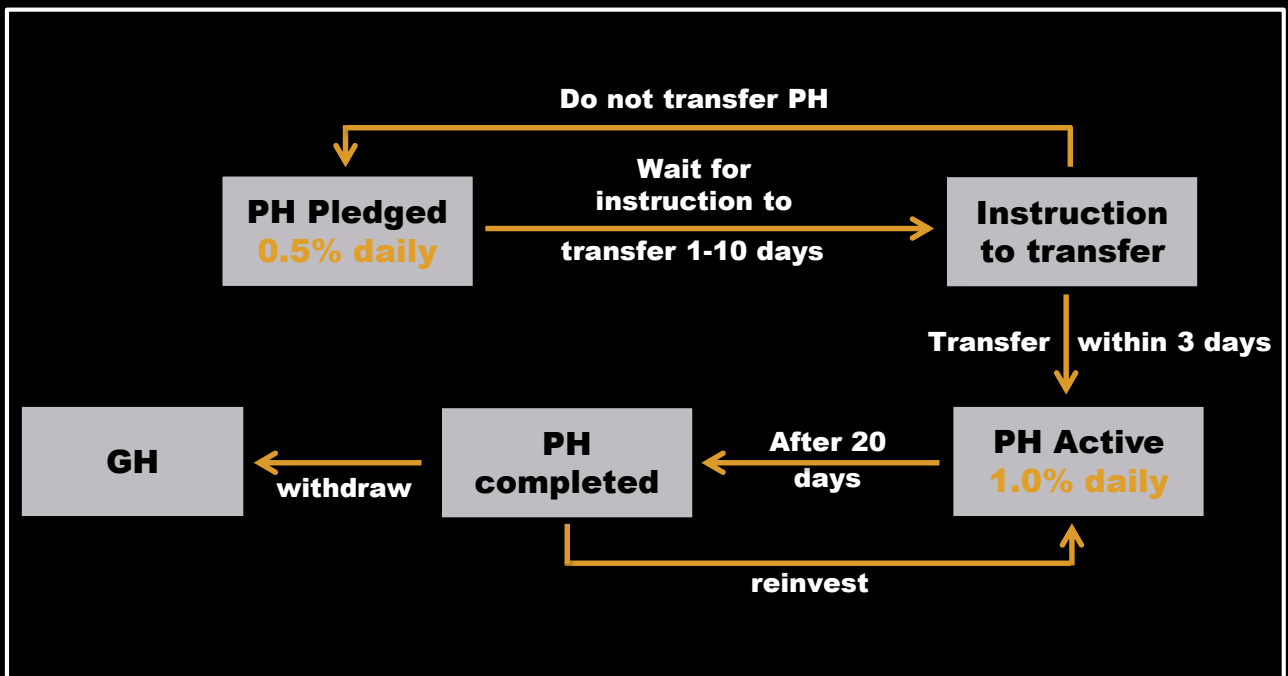 Do not transfer PH
Wait for
instruction to
transfer 1-10 days
PH Pledged
0.5% daily
Instruction
to transfer
Transfer within 3 days
GH
withdraw
PH
completed
After 20
days
PH Active
1.0% daily
reinvest